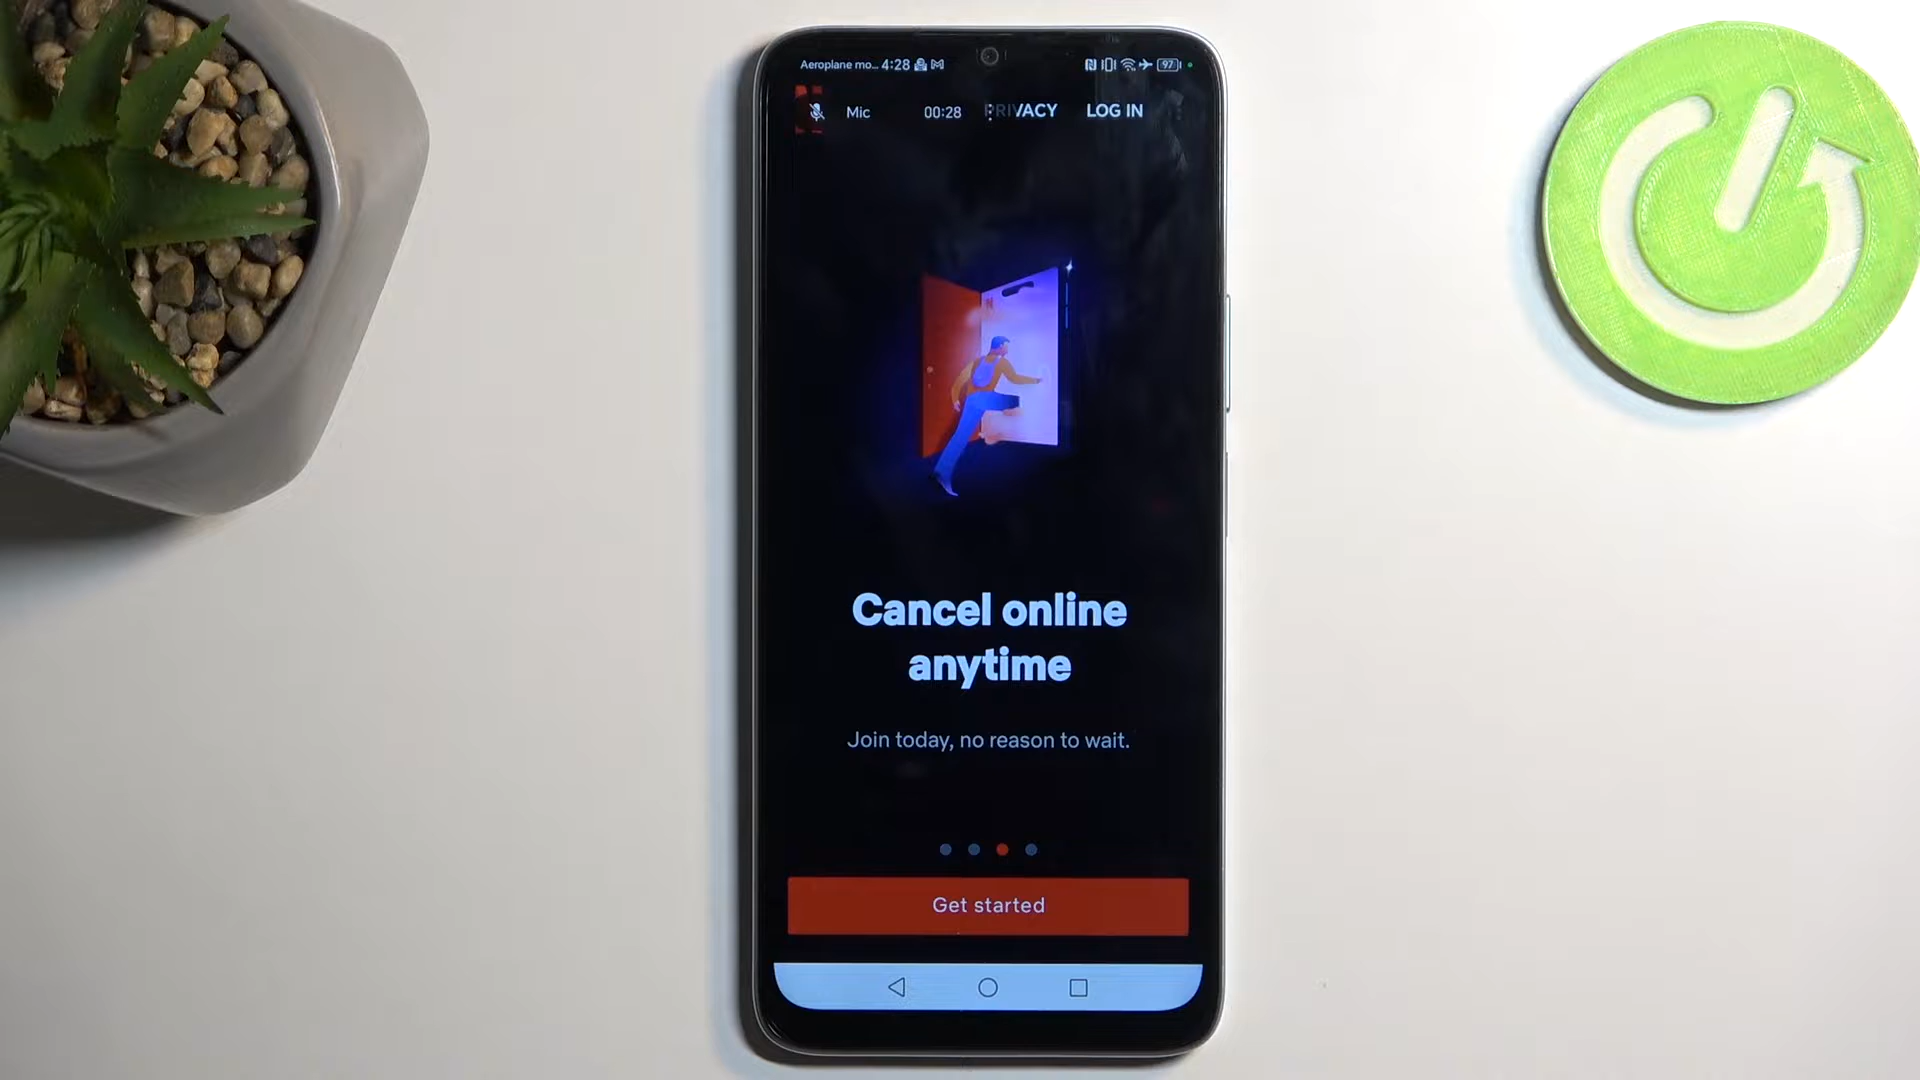 Aeroplane mo... 4:28 97
Mic 00:28 PRIVACY LOG IN
N
Cancel online
anytime
Join today, no reason to wait.
Get started